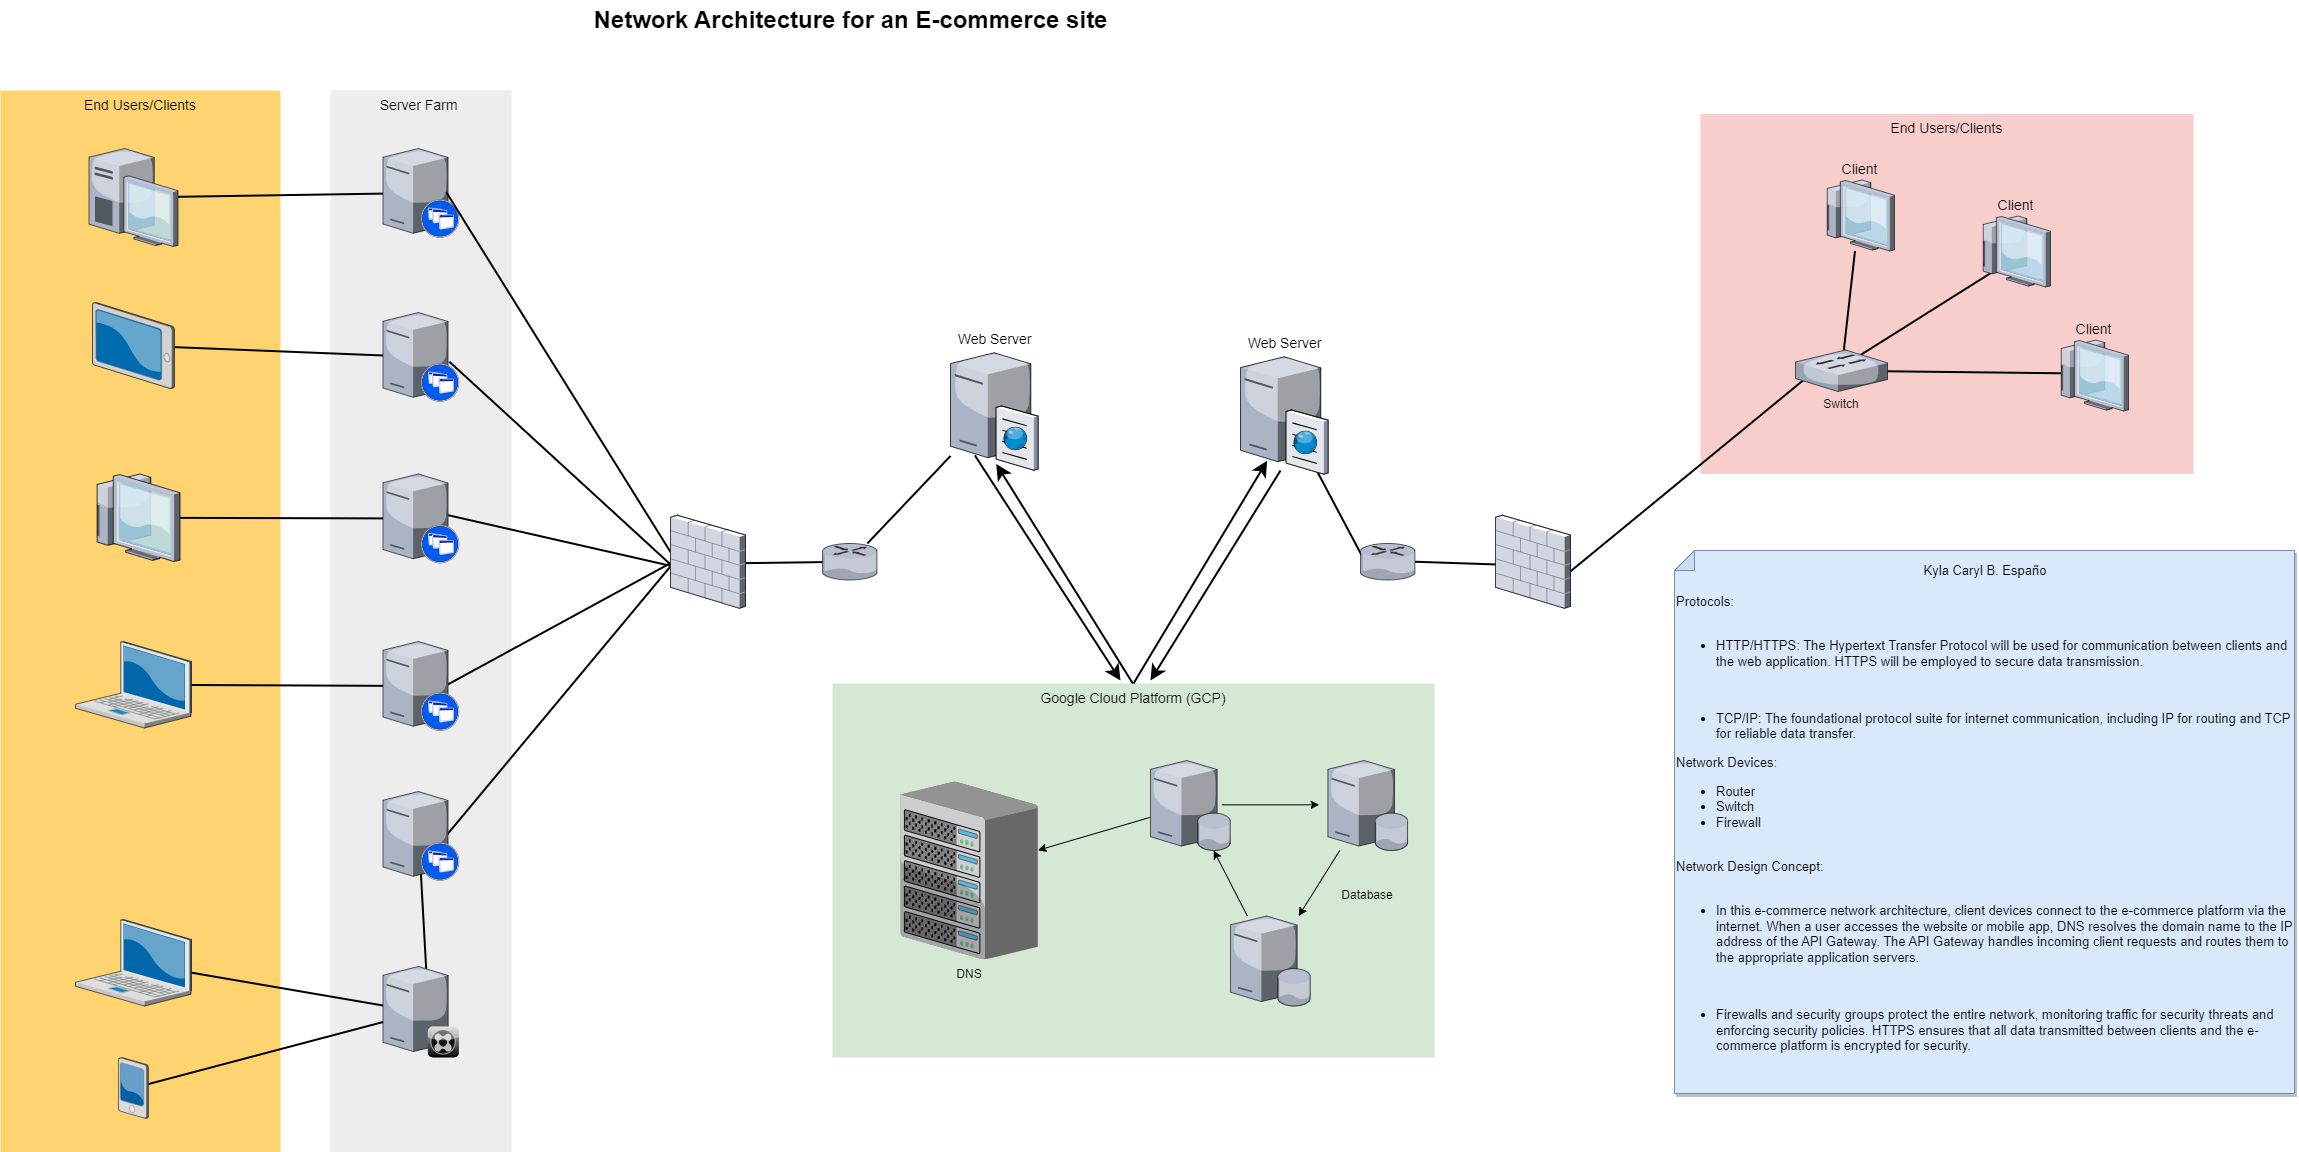 Network Architecture for an E-commerce site
End Users/Clients
Server Farm
End Users/Clients
Client
Client
Client
Switch
Web Server
Web Server
Google Cloud Platform (GCP)
Database
DNS
Kyla Caryl B. Españo
Protocols:
• HTTP/HTTPS: The Hypertext Transfer Protocol will be used for communication between clients and
the web application. HTTPS will be employed to secure data transmission.
• TCP/IP: The foundational protocol suite for internet communication, including IP for routing and TCP
for reliable data transfer.
Network Devices:
• Router
• Switch
• Firewall
Network Design Concept:
• In this e-commerce network architecture, client devices connect to the e-commerce platform via the
internet. When a user accesses the website or mobile app, DNS resolves the domain name to the IP
address of the API Gateway. The API Gateway handles incoming client requests and routes them to
the appropriate application servers.
• Firewalls and security groups protect the entire network, monitoring traffic for security threats and
enforcing security policies. HTTPS ensures that all data transmitted between clients and the e-
commerce platform is encrypted for security.